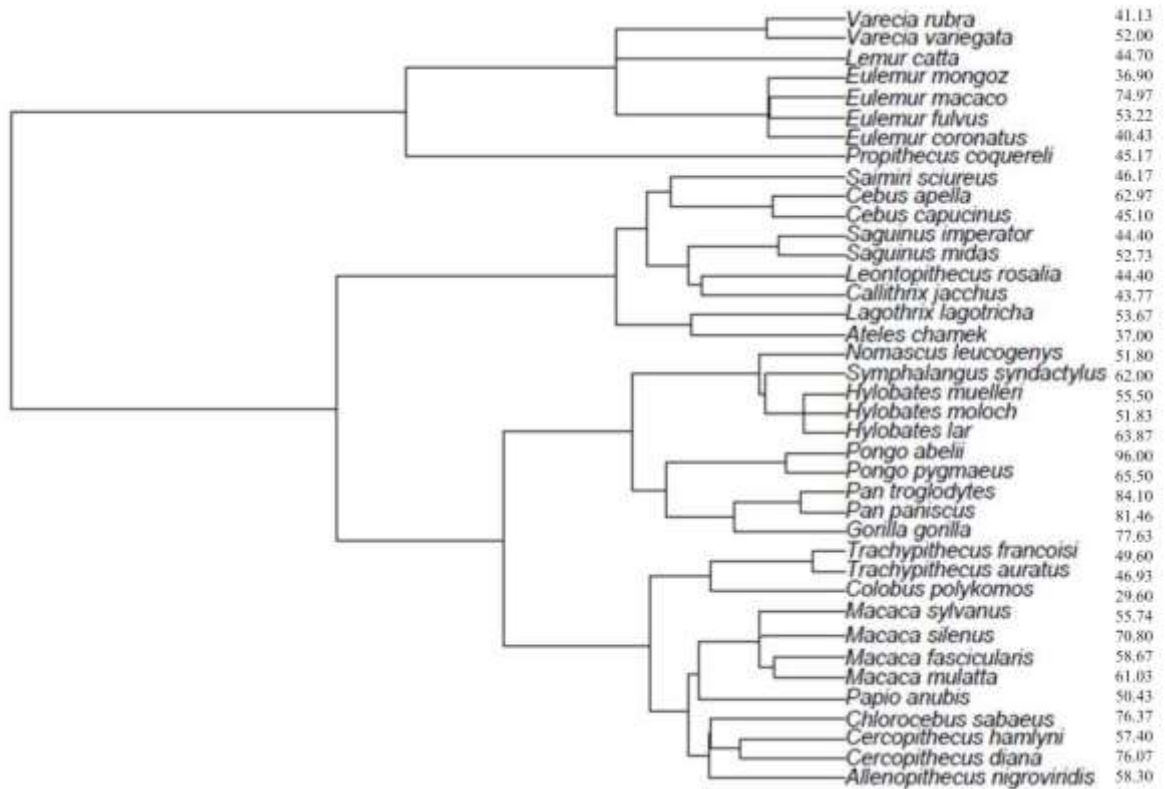 Varecia rubra 41.13
Varecia variegata 52.00
Lemur catta 44.70
Eulemur mongoz 36.90
Eulemur macaco 74.97
Eulemur fulvus 53.22
Eulemur coronatus 40.43
Propithecus coquereli 45.17
Saimiri sciureus 46.17
Cebus apella 62.97
Cebus capucinus 45.10
Saguinus imperator 44.40
Saguinus midas 52.73
Leontopithecus rosalia 44.40
Callithrix jacchus 43.77
Lagothrix lagotricha 53.67
Ateles chamek 37.00
Nomascus leucogenys 51.80
Symphalangus syndactylus 62.00
Hylobates muelleri 55.50
Hylobates moloch 51.83
Hylobates lar 63.87
Pongo abelii 96.00
Pongo pygmaeus 65.50
Pan troglodytes 84.10
Pan paniscus 81.46
Gorilla gorilla 77.63
Trachypithecus francoisi 49.60
Trachypithecus auratus 46.93
Colobus polykomos 29.60
Macaca sylvanus 55.74
Macaca silenus 70.80
Macaca fascicularis 58.67
Macaca mulatta 61.03
Papio anubis 50.43
Chlorocebus sabaeus 76.37
Cercopithecus hamlyni 57.40
Cercopithecus diana 76.07
Allenopithecus nigroviridis 58.30